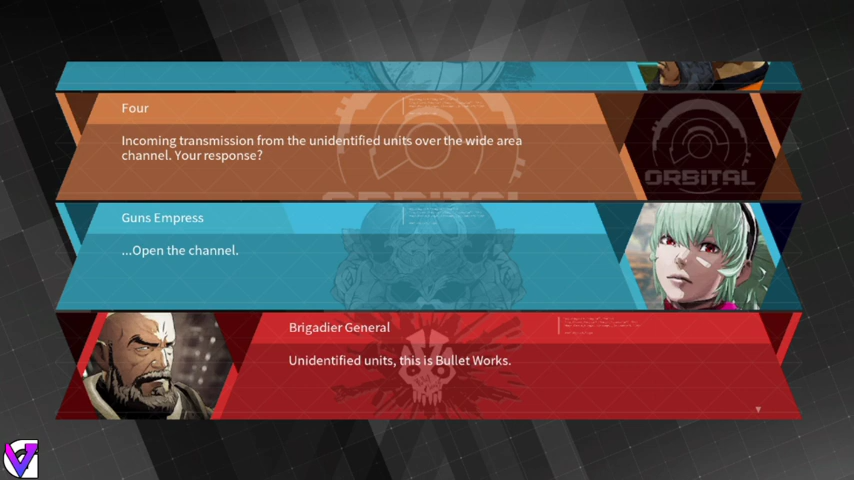 Four
Incoming transmission from the unidentified units over the wide area
channel. Your response?
ORBITAL
ORBITAL
Guns Empress
...Open the channel.
Brigadier General
Unidentified units, this is Bullet Works.